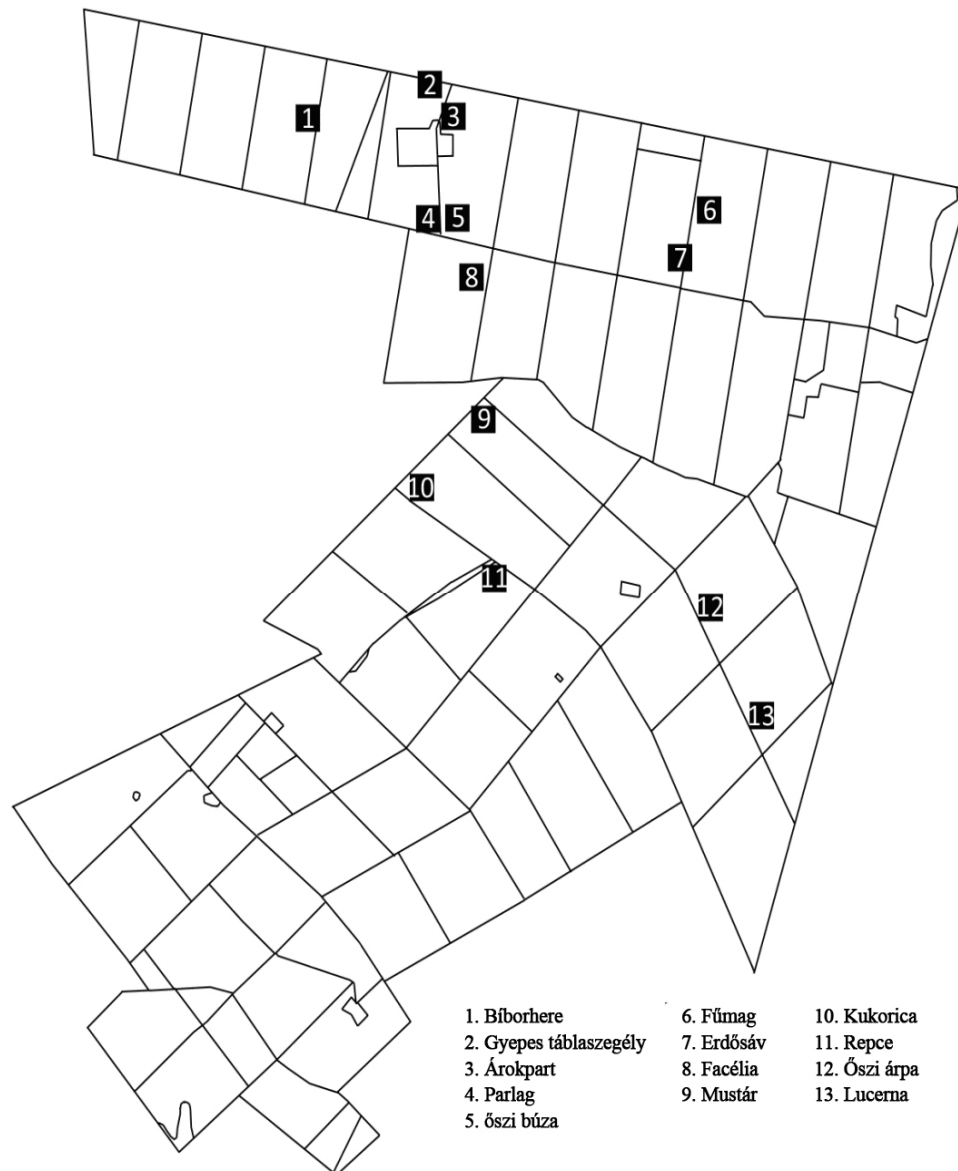 1
2
3
4
5
6
7
8
9
10
11
12
13
1. Bíborhere
2. Gyepes táblaszegély
3. Árokpart
4. Parlag
5. őszi búza
6. Fűmag
7. Erdősáv
8. Facélia
9. Mustár
10. Kukorica
11. Repce
12. Őszi árpa
13. Lucerna